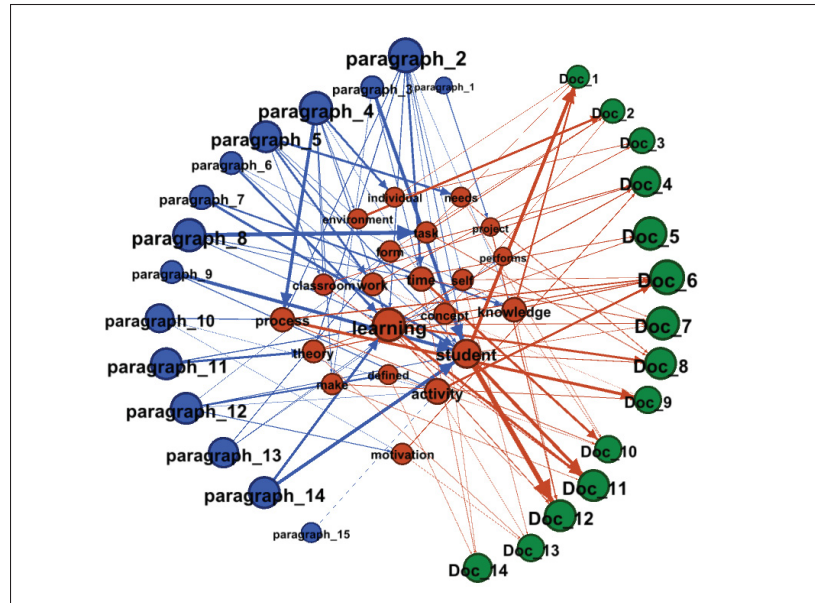 paragraph_2
paragraph_3
paragraph_1
paragraph_4
paragraph_5
paragraph_6
paragraph_7
paragraph_8
paragraph_9
paragraph_10
paragraph_11
paragraph_12
paragraph_13
paragraph_14
paragraph_15
individual
needs
environment
task
project
form
performs
classroom
work
time
self
process
learning
concept
knowledge
theory
student
make
defined
activity
motivation
Doc_1
Doc_2
Doc_3
Doc_4
Doc_5
Doc_6
Doc_7
Doc_8
Doc_9
Doc_10
Doc_11
Doc_12
Doc_13
Doc_14